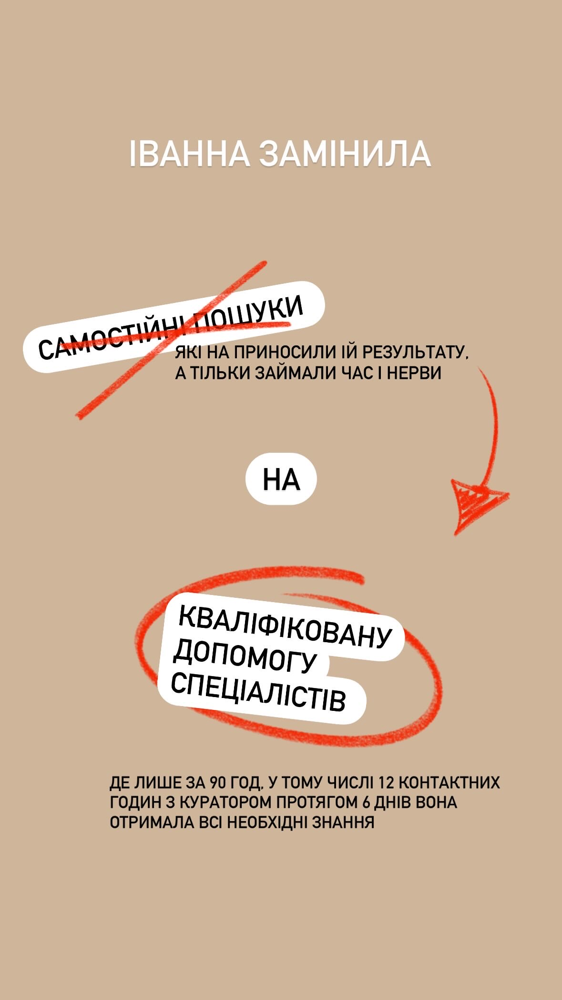 ІВАННА ЗАМІНИЛА
САМОСТІЙНІ ПОШУКИ
ЯКІ НА ПРИНОСИЛИ ЇЙ РЕЗУЛЬТАТУ,
А ТІЛЬКИ ЗАЙМАЛИ ЧАС І НЕРВИ
НА
КВАЛІФІКОВАНУ
ДОПОМОГУ
СПЕЦІАЛІСТІВ
ДЕ ЛИШЕ ЗА 90 ГОД, У ТОМУ ЧИСЛІ 12 КОНТАКТНИХ
ГОДИН З КУРАТОРОМ ПРОТЯГОМ 6 ДНІВ ВОНА
ОТРИМАЛА ВСІ НЕОБХІДНІ ЗНАННЯ